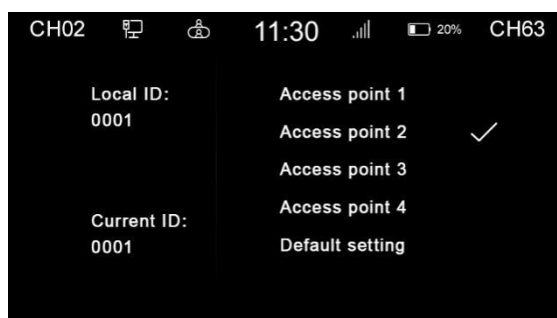 CH02 11:30 20% CH63
Local ID:
0001
Current ID:
0001
Access point 1
Access point 2
Access point 3
Access point 4
Default setting